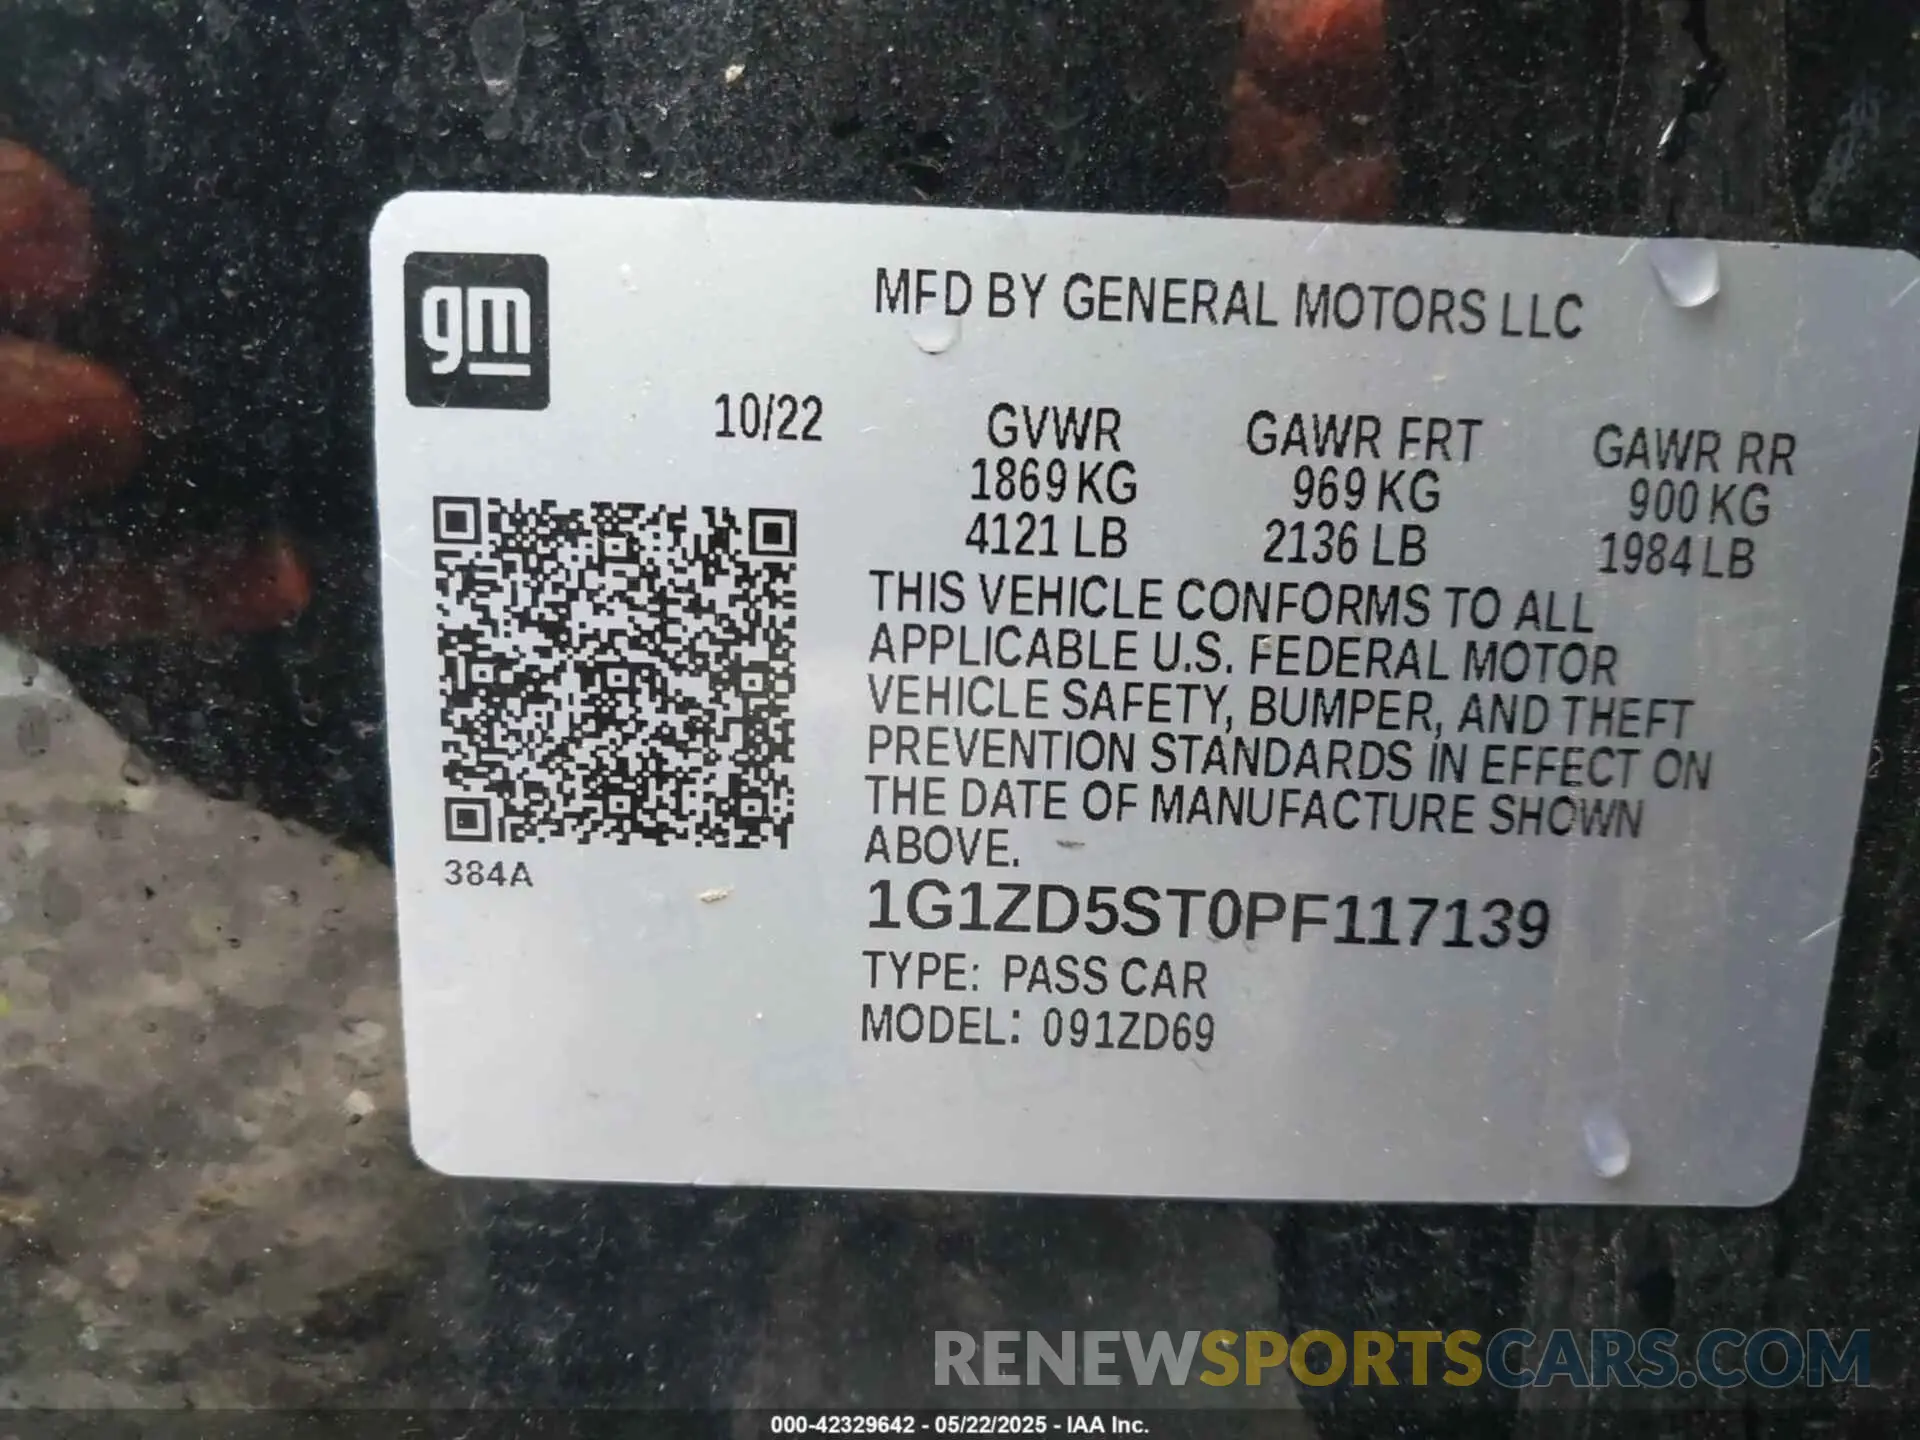 gm
MFD BY GENERAL MOTORS LLC
10/22
GVWR GAWR FRT GAWR RR
1869 KG 969 KG 900 KG
4121 LB 2136 LB 1984 LB
THIS VEHICLE CONFORMS TO ALL
APPLICABLE U.S. FEDERAL MOTOR
VEHICLE SAFETY, BUMPER, AND THEFT
PREVENTION STANDARDS IN EFFECT ON
THE DATE OF MANUFACTURE SHOWN
ABOVE.
384A
1G1ZD5ST0PF117139
TYPE: PASS CAR
MODEL: 091ZD69
RENEWSPORTSCARS.COM
000-42329642 - 05/22/2025 - IAA Inc.